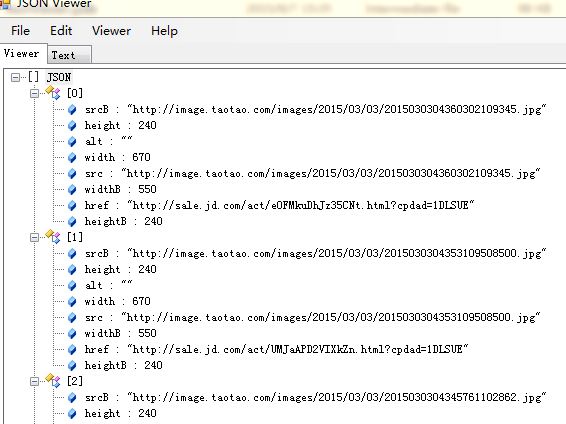 JSON Viewer
File Edit Viewer Help
Viewer Text
[] JSON
[0]
srcB : "http://image.taotao.com/images/2015/03/03/2015030304360302109345.jpg"
height : 240
alt : ""
width : 670
src : "http://image.taotao.com/images/2015/03/03/2015030304360302109345.jpg"
widthB : 550
href : "http://sale.jd.com/act/eOFMkuDhJz35CNt.html?cpdad=1DLSUE"
heightB : 240
[1]
srcB : "http://image.taotao.com/images/2015/03/03/2015030304353109508500.jpg"
height : 240
alt : ""
width : 670
src : "http://image.taotao.com/images/2015/03/03/2015030304353109508500.jpg"
widthB : 550
href : "http://sale.jd.com/act/UMJaAPD2VIXkZn.html?cpdad=1DLSUE"
heightB : 240
[2]
srcB : "http://image.taotao.com/images/2015/03/03/2015030304345761102862.jpg"
height : 240